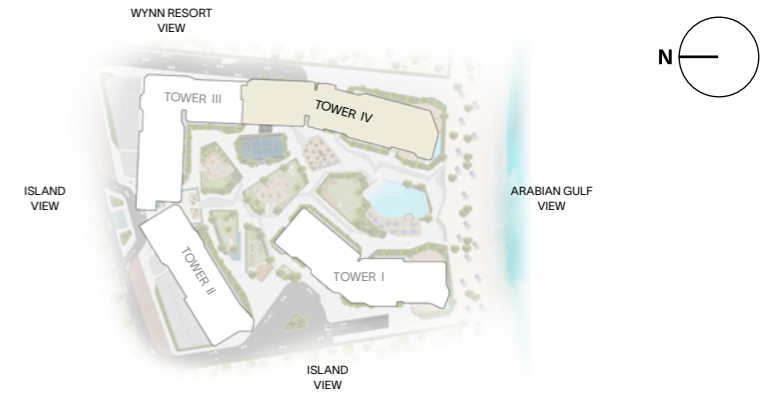 WYNN RESORT
VIEW
N
TOWER III
TOWER IV
ISLAND
VIEW
ARABIAN GULF
VIEW
TOWER II
TOWER I
ISLAND
VIEW